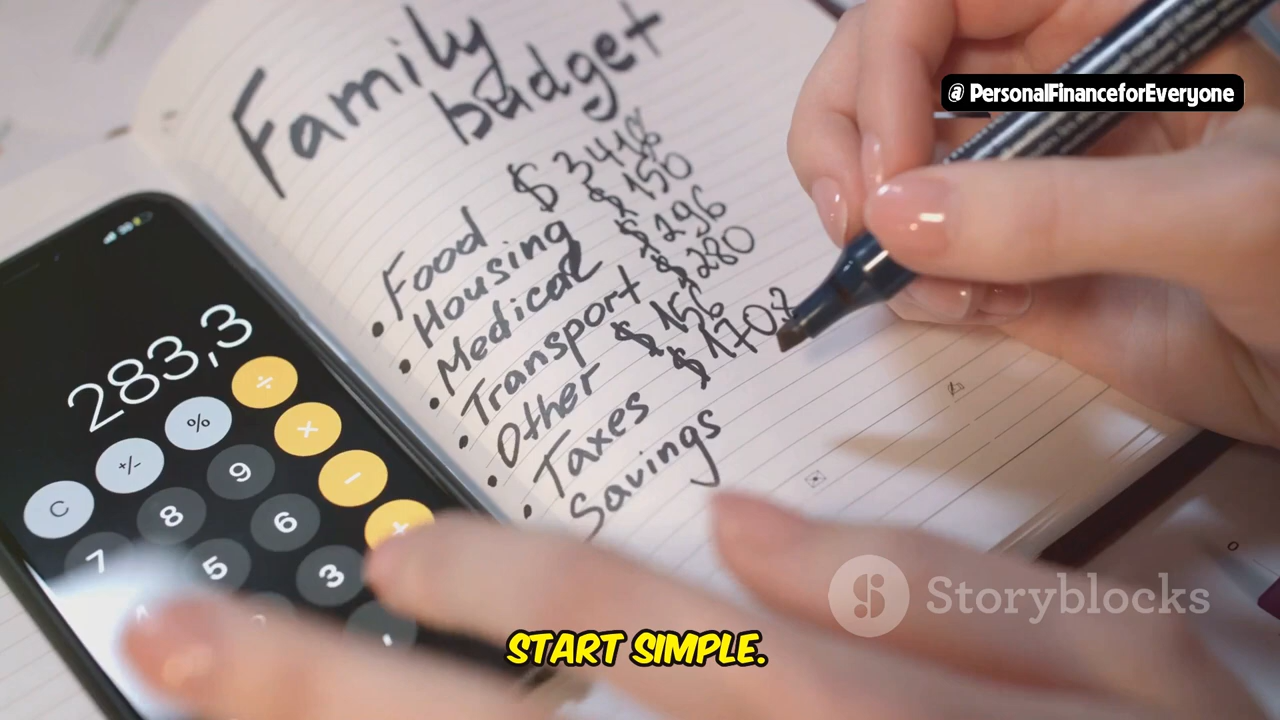 @ PersonalFinanceforEveryone
Family
budget
Food $ 3418
Housing $ 150
Medical $ 296
Transport $ 280
Other $ 156
Taxes $ 1708
Savings
283,3
C +/- % ÷
7 8 9 ×
5 6 −
3 +
Storyblocks
START SIMPLE.